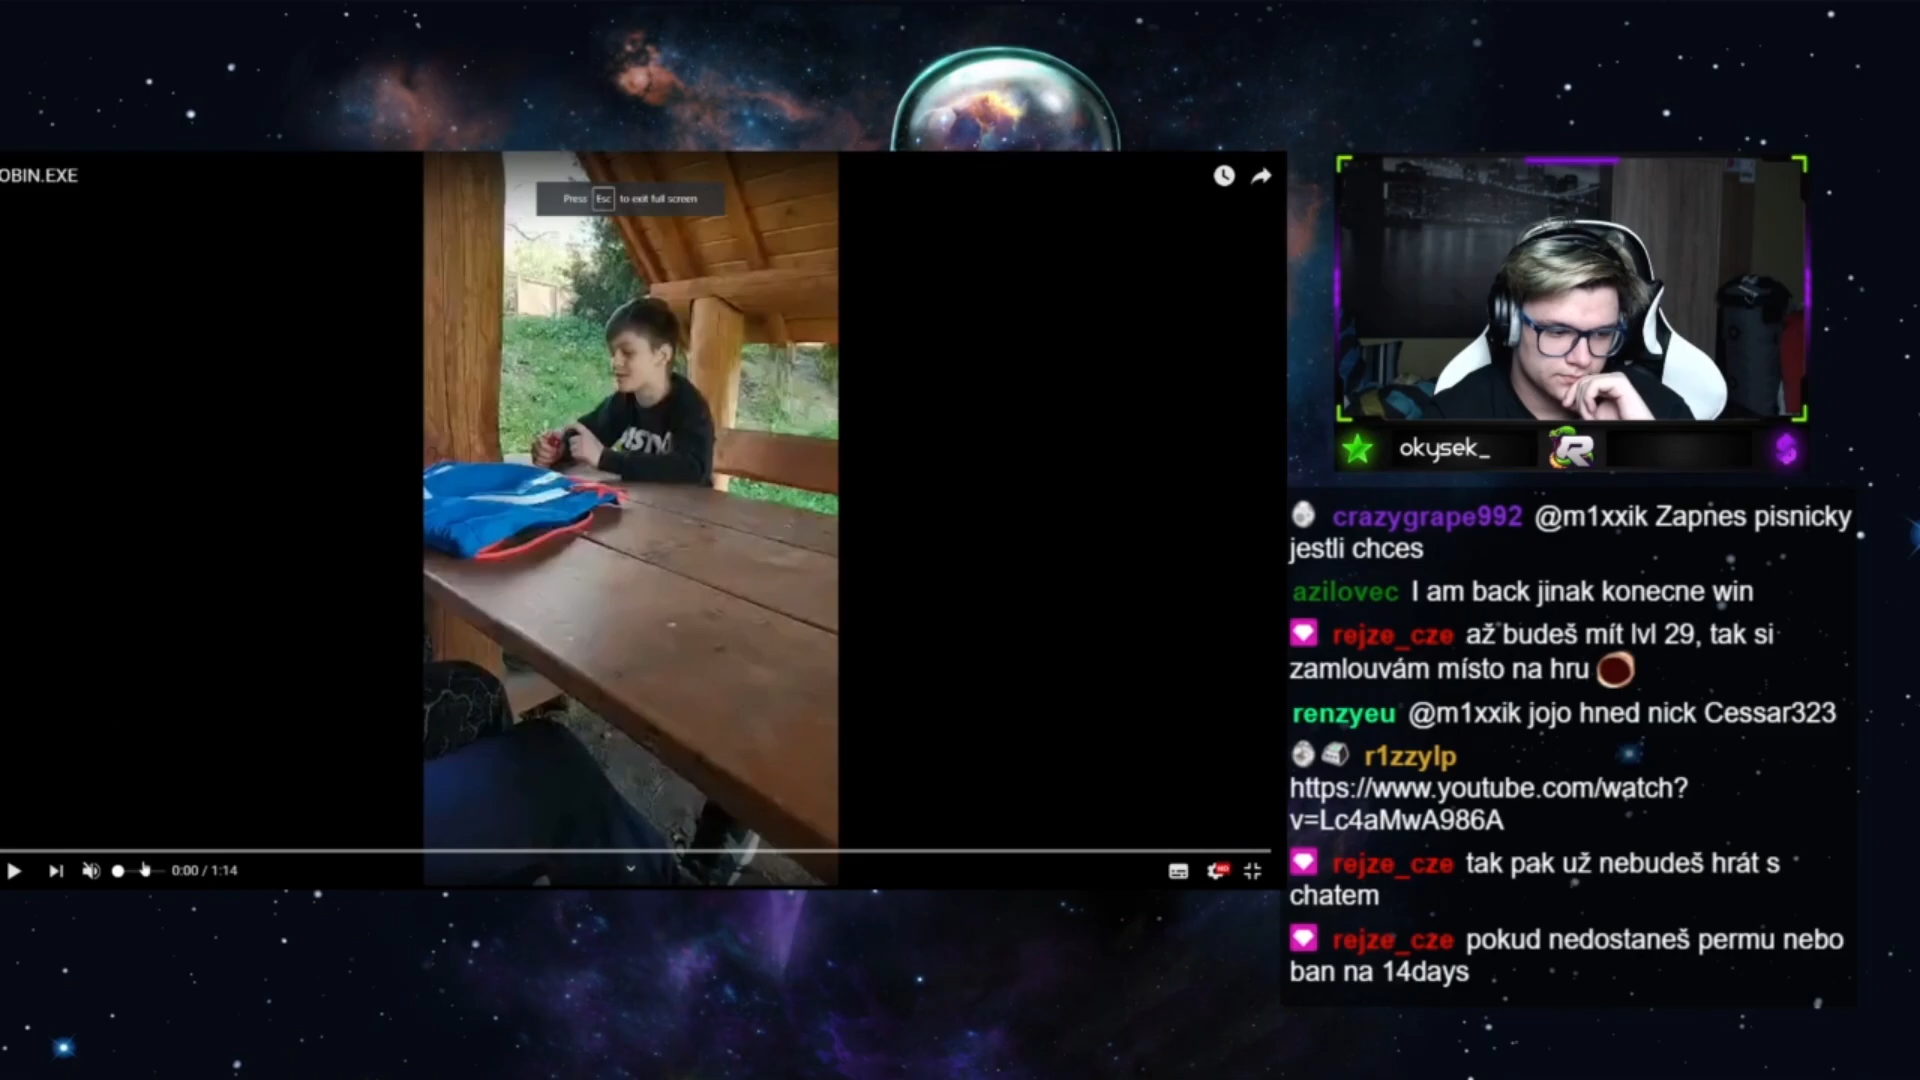 OBIN.EXE
Press Esc to exit full screen
0:00 / 1:14
HD
okysek_
crazygrape992 @m1xxik Zapnes pisnicky
jestli chces
azilovec I am back jinak konecne win
rejze_cze až budeš mít lvl 29, tak si
zamlouvám místo na hru
renzyeu @m1xxik jojo hned nick Cessar323
r1zzylp
https://www.youtube.com/watch?
v=Lc4aMwA986A
rejze_cze tak pak už nebudeš hrát s
chatem
rejze_cze pokud nedostaneš permu nebo
ban na 14days